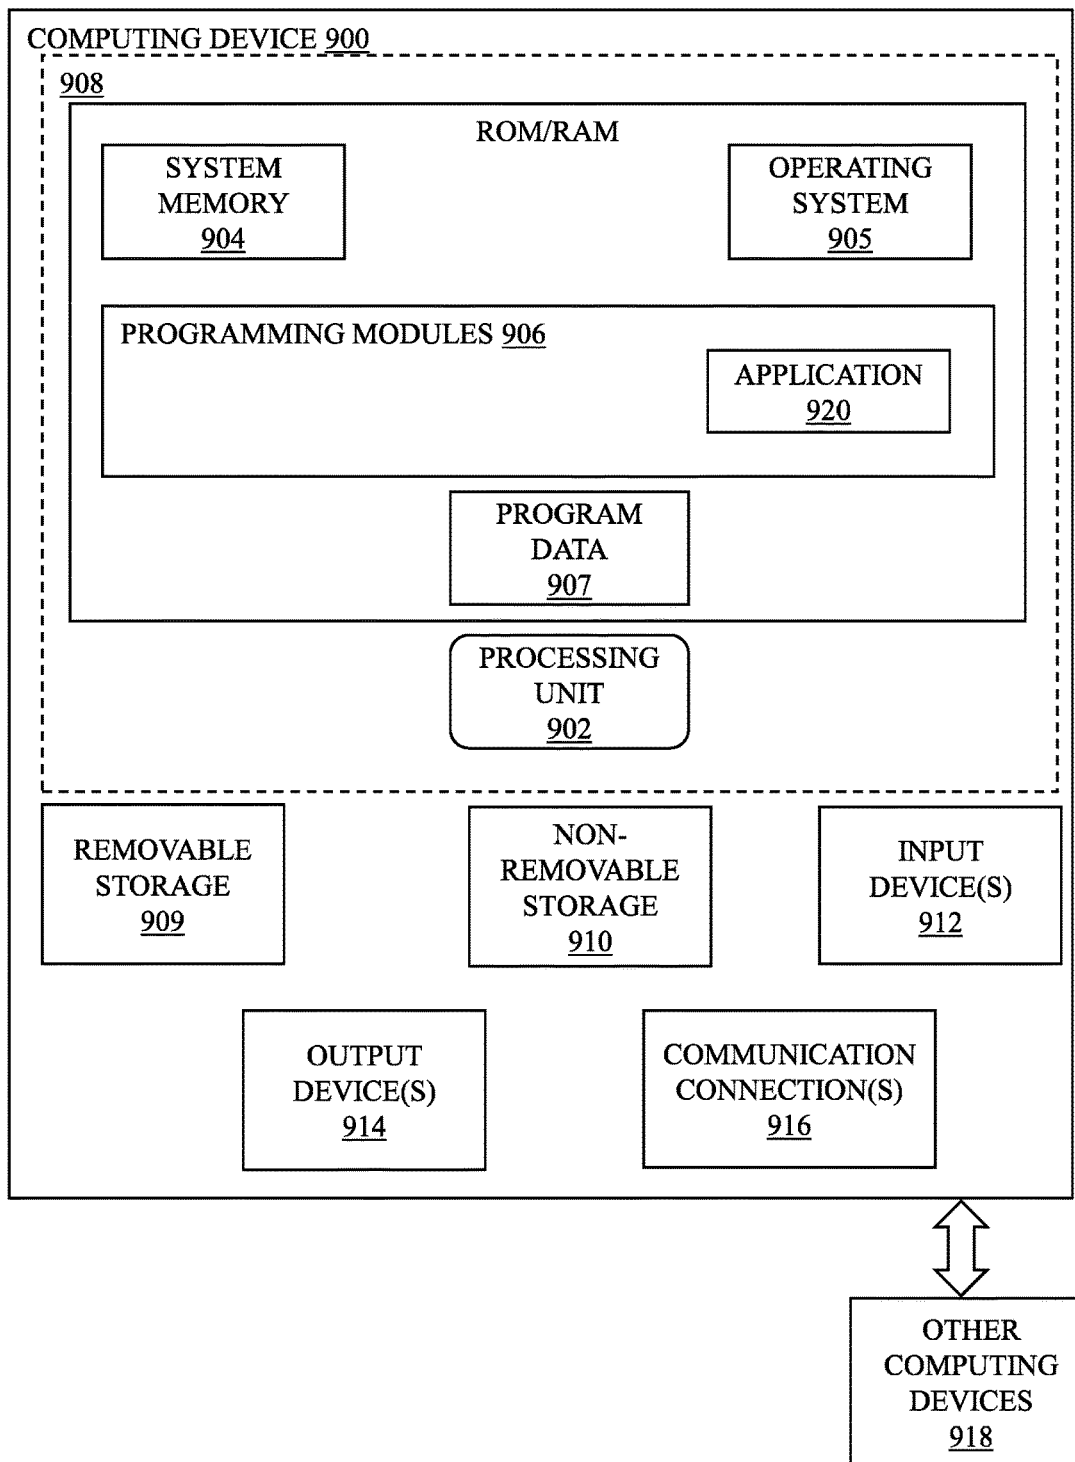 COMPUTING DEVICE 900
908
ROM/RAM
SYSTEM
MEMORY
904
OPERATING
SYSTEM
905
PROGRAMMING MODULES 906
APPLICATION
920
PROGRAM
DATA
907
PROCESSING
UNIT
902
REMOVABLE
STORAGE
909
NON-
REMOVABLE
STORAGE
910
INPUT
DEVICE(S)
912
OUTPUT
DEVICE(S)
914
COMMUNICATION
CONNECTION(S)
916
OTHER
COMPUTING
DEVICES
918